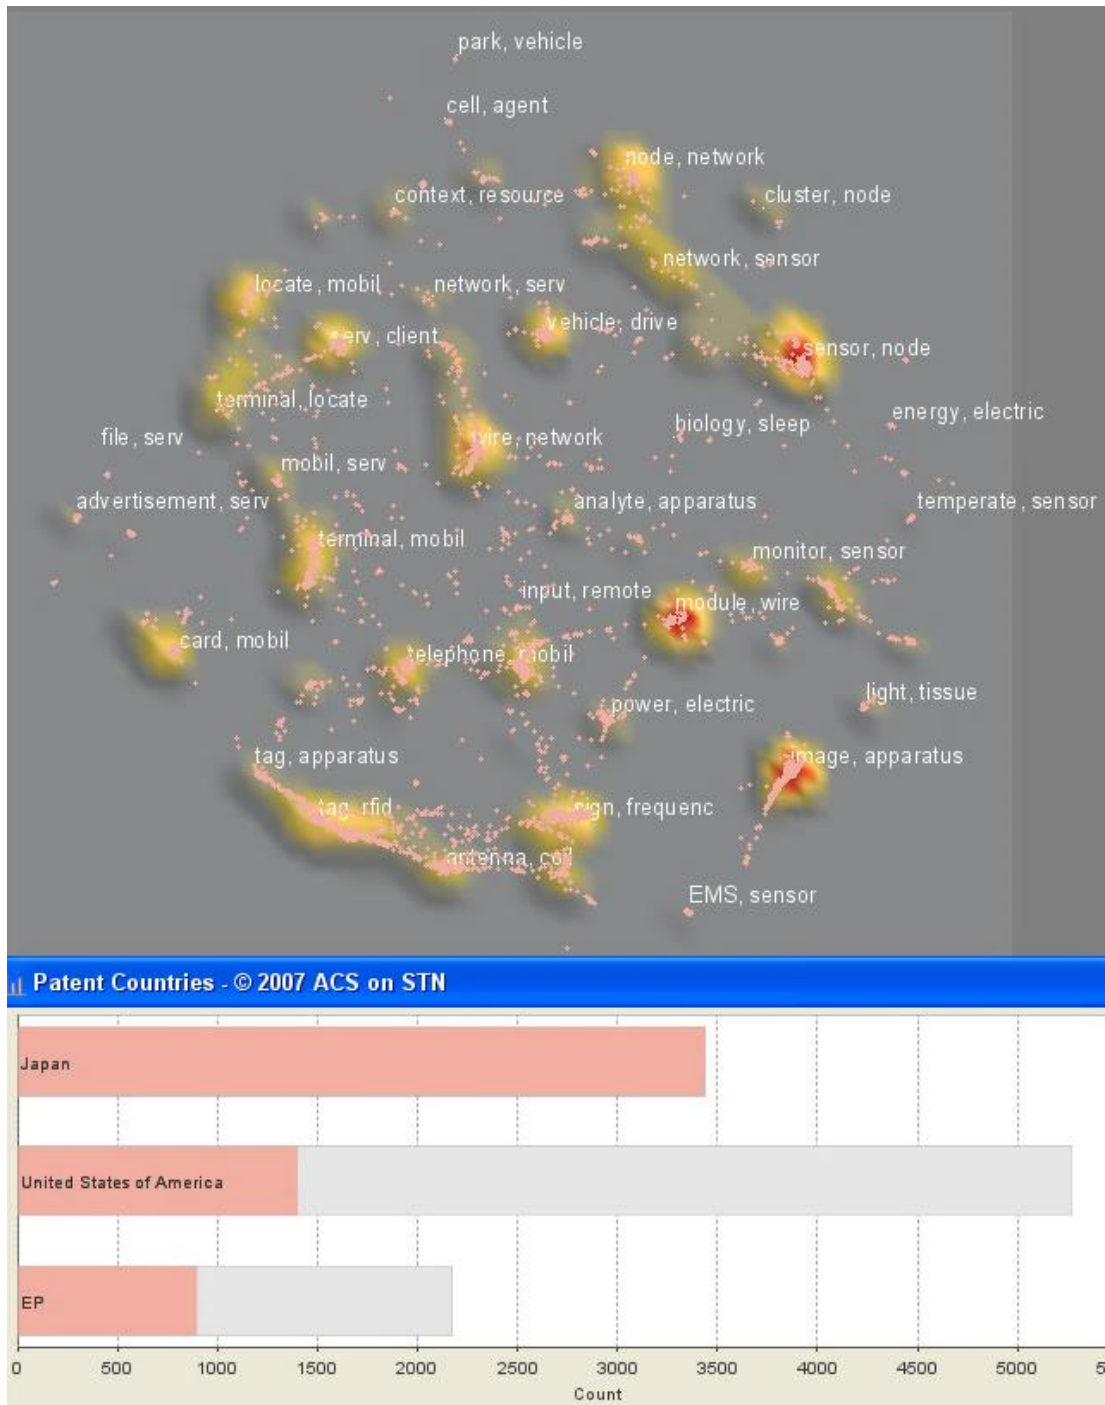 park, vehicle
cell, agent
node, network
context, resource
cluster, node
network, sensor
locate, mobil
network, serv
vehicle, drive
serv, client
sensor, node
terminal, locate
energy, electric
biology, sleep
file, serv
wire, network
mobil, serv
advertisement, serv
analyte, apparatus
temperate, sensor
terminal, mobil
monitor, sensor
input, remote
module, wire
card, mobil
telephone, mobil
light, tissue
power, electric
tag, apparatus
image, apparatus
tag, rfid
sign, frequenc
antenna, coil
EMS, sensor
Patent Countries - © 2007 ACS on STN
Japan
United States of America
EP
0 500 1000 1500 2000 2500 3000 3500 4000 4500 5000 5
Count